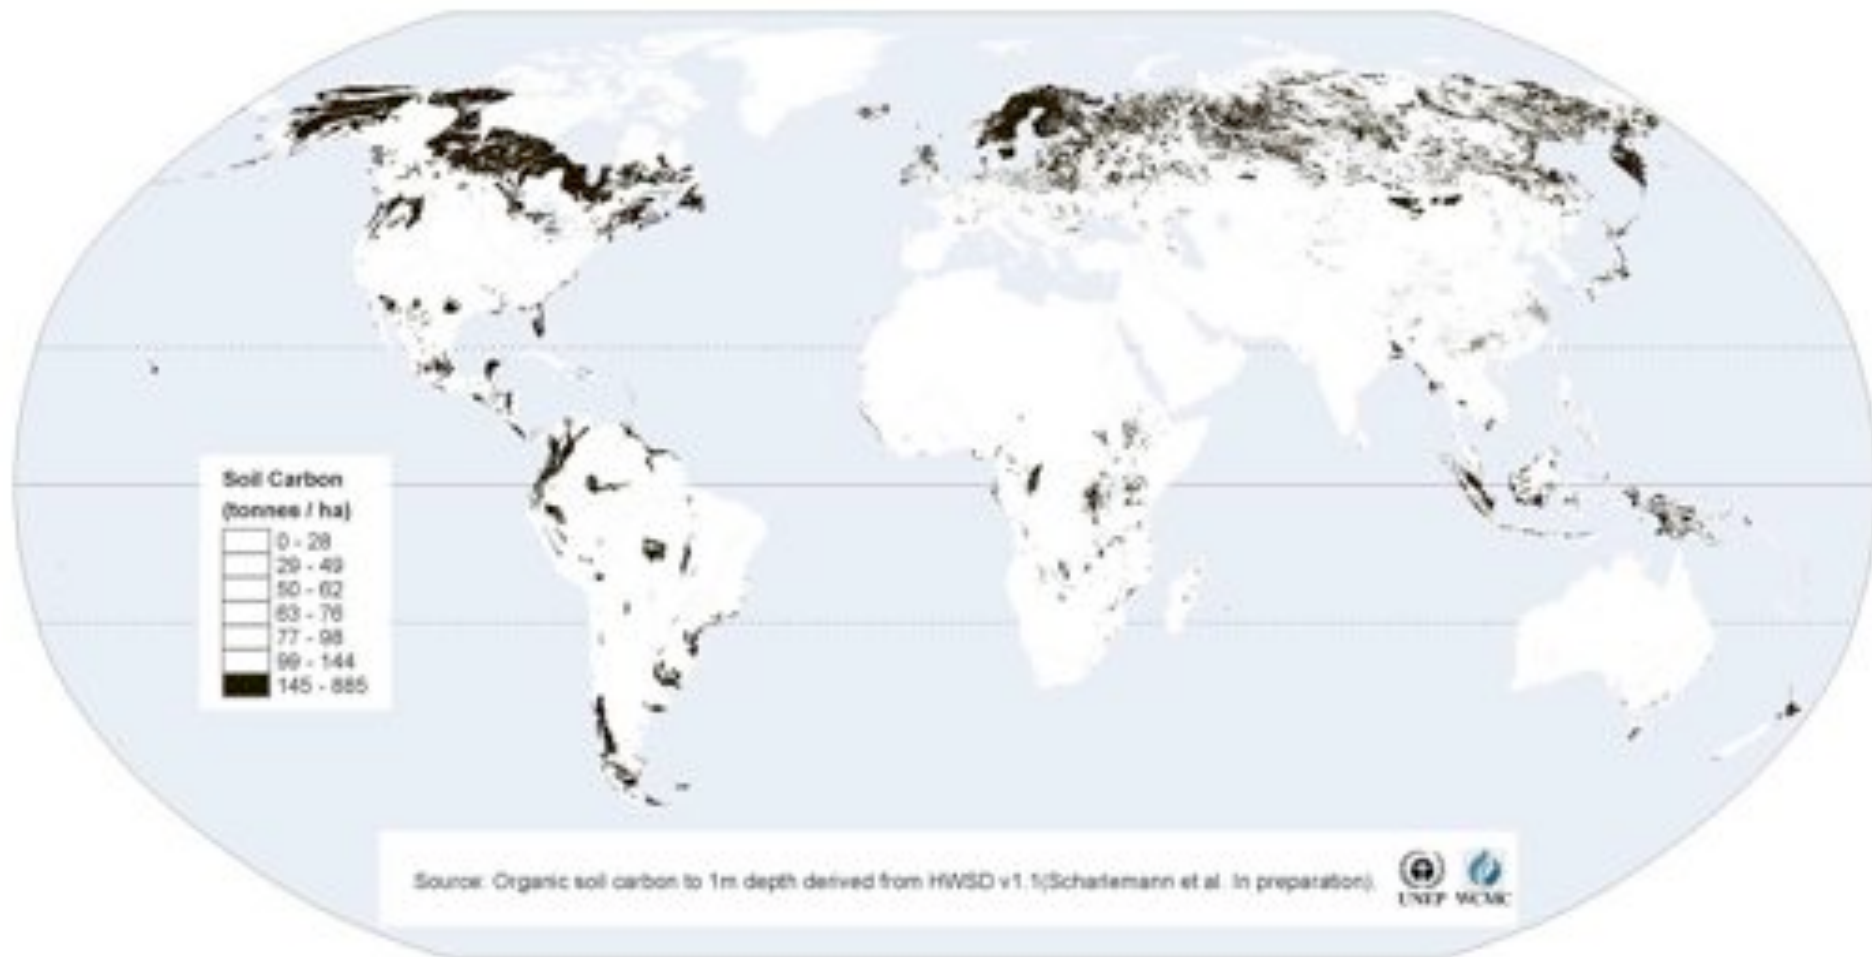 Soil Carbon
(tonnes / ha)
0 - 28
29 - 49
50 - 62
63 - 76
77 - 98
99 - 144
145 - 885
Source: Organic soil carbon to 1m depth derived from HWSD v1.1(Scharlemann et al. In preparation).
UNEP WCMC